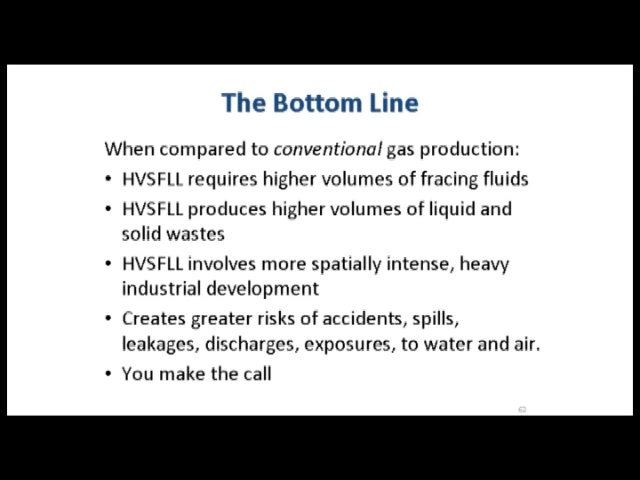 The Bottom Line
When compared to conventional gas production:
• HVSFLL requires higher volumes of fracing fluids
• HVSFLL produces higher volumes of liquid and
solid wastes
• HVSFLL involves more spatially intense, heavy
industrial development
• Creates greater risks of accidents, spills,
leakages, discharges, exposures, to water and air.
• You make the call